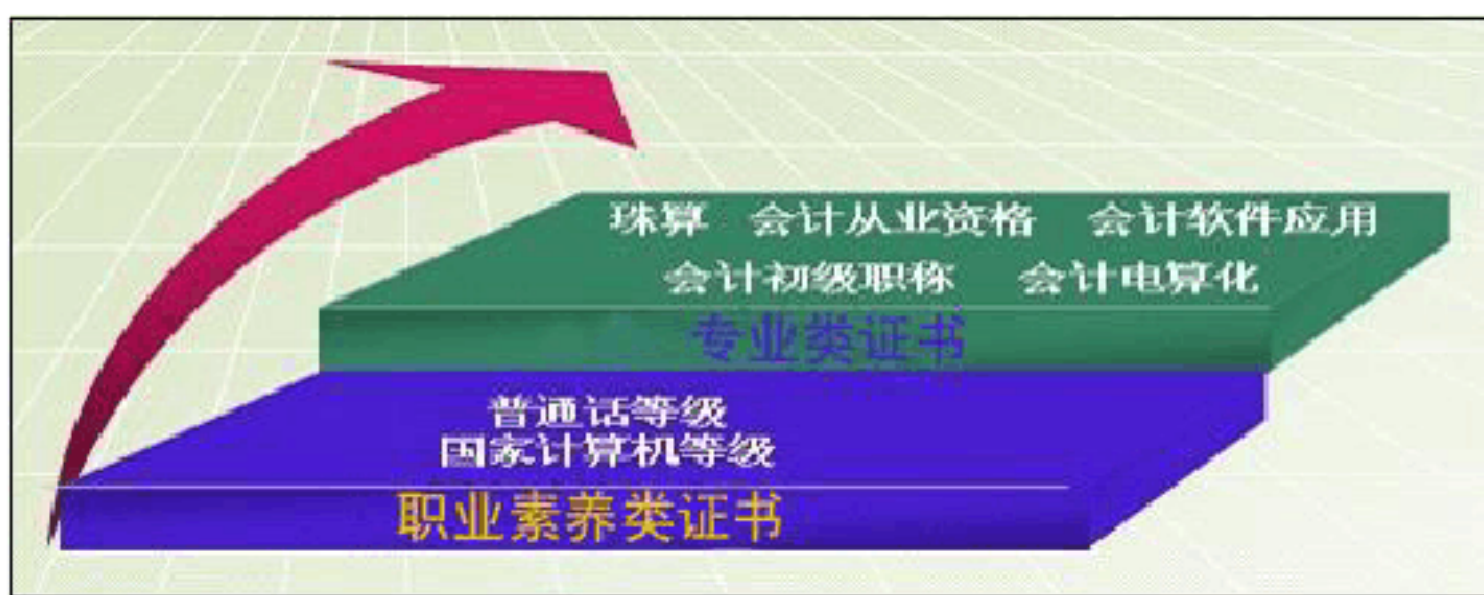 珠算 会计从业资格 会计软件应用
会计初级职称 会计电算化
专业类证书
普通话等级
国家计算机等级
职业素养类证书